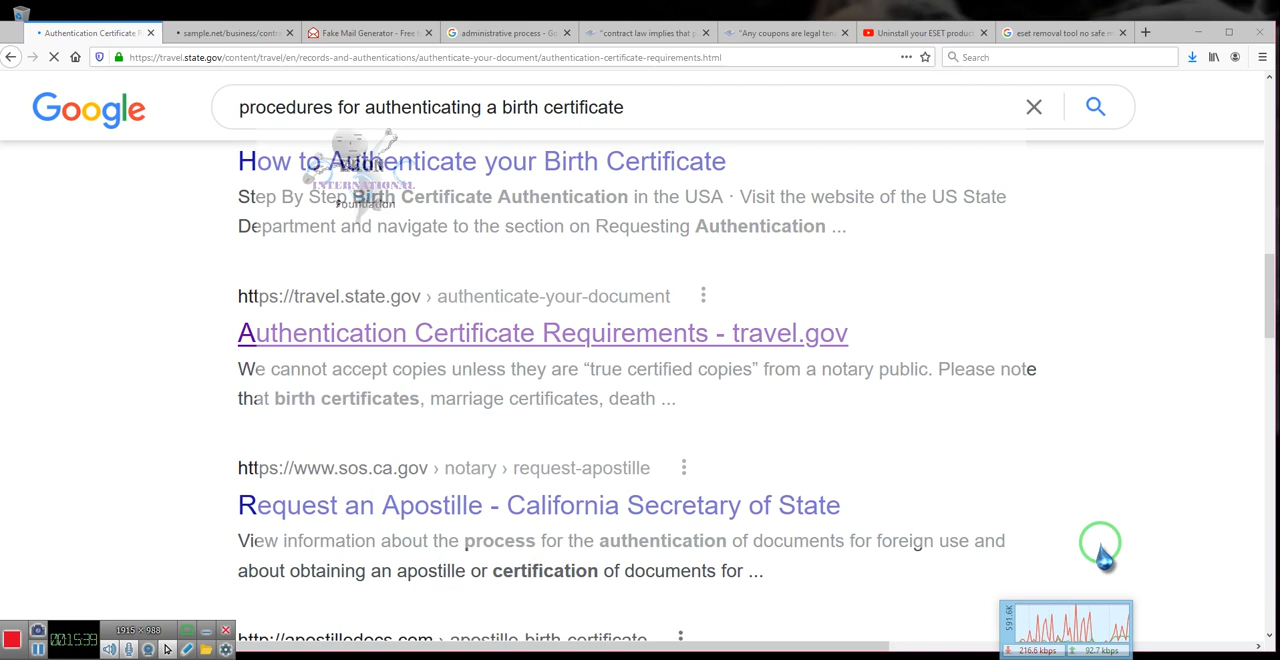 Authentication Certificate R
sample.net/business/contr
Fake Mail Generator - Free t
administrative process - Go
"contract law implies that p
"Any coupons are legal ten
Uninstall your ESET product
eset removal tool no safe m
https://travel.state.gov/content/travel/en/records-and-authentications/authenticate-your-document/authentication-certificate-requirements.html
Search
Google
procedures for authenticating a birth certificate
How to Authenticate your Birth Certificate
INTERNATIONAL
Foundation
Step By Step Birth Certificate Authentication in the USA · Visit the website of the US State
Department and navigate to the section on Requesting Authentication ...
https://travel.state.gov › authenticate-your-document
Authentication Certificate Requirements - travel.gov
We cannot accept copies unless they are “true certified copies” from a notary public. Please note
that birth certificates, marriage certificates, death ...
https://www.sos.ca.gov › notary › request-apostille
Request an Apostille - California Secretary of State
View information about the process for the authentication of documents for foreign use and
about obtaining an apostille or certification of documents for ...
http://apostilledocs.com › apostille-birth-certificate
591.6K
216.6 kbps
92.7 kbps
1915 × 988